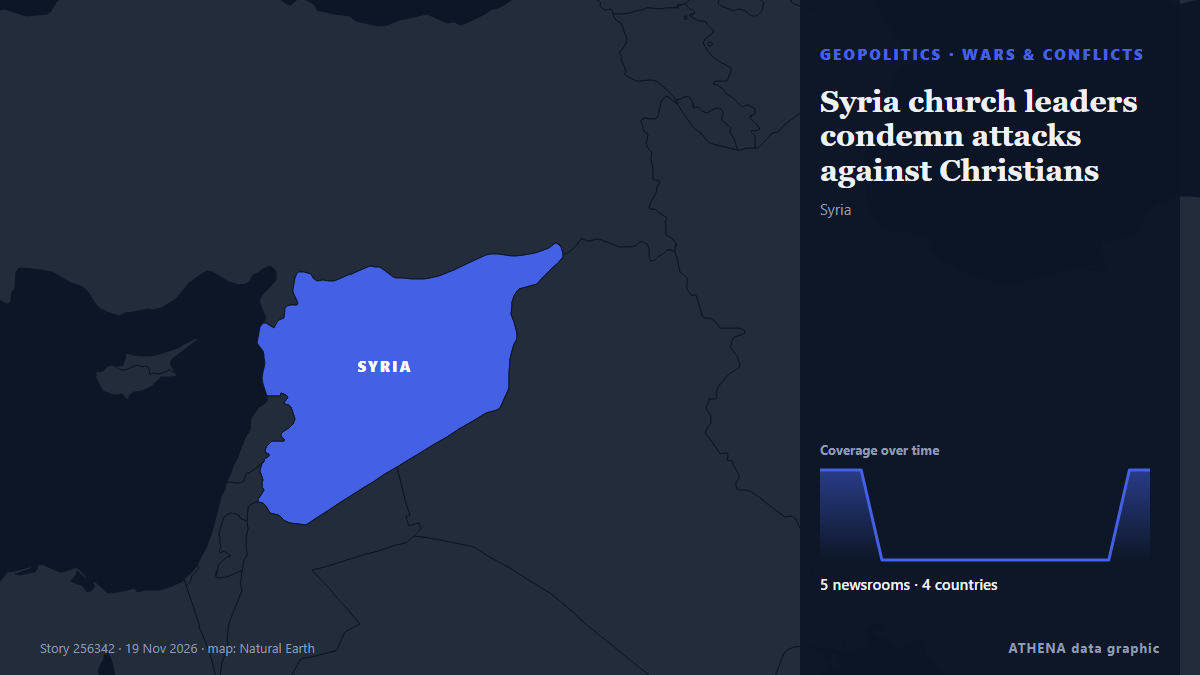 GEOPOLITICS · WARS & CONFLICTS
Syria church leaders
condemn attacks
against Christians
Syria
SYRIA
Coverage over time
5 newsrooms · 4 countries
Story 256342 · 19 Nov 2026 · map: Natural Earth
ATHENA data graphic